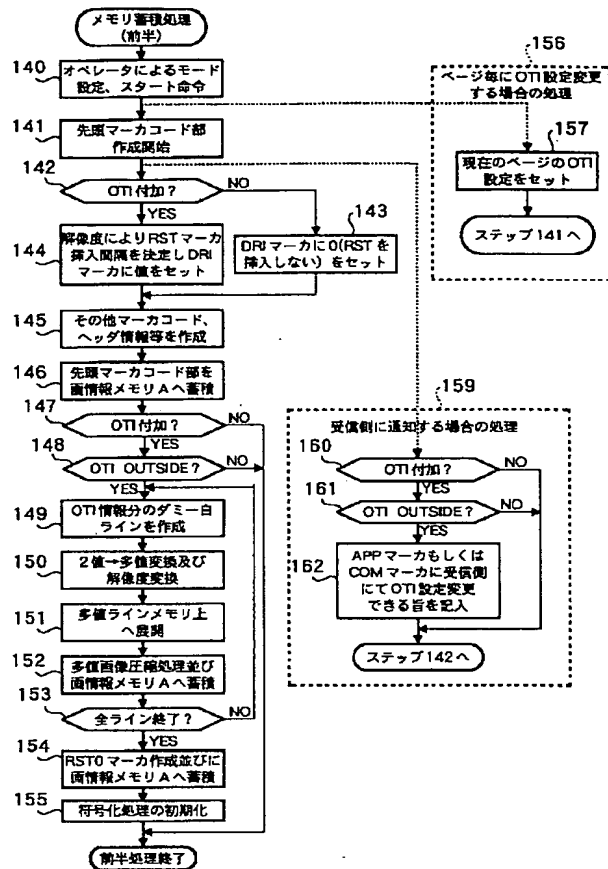 メモリ蓄積処理
(前半)
140
オペレータによるモード
設定、スタート命令
141
先頭マーカコード部
作成開始
142
OTI付加？
NO
YES
143
DRIマーカに0(RSTを
挿入しない)をセット
144
解像度によりRSTマーカ
挿入間隔を決定しDRI
マーカに値をセット
145
その他マーカコード、
ヘッダ情報等を作成
146
先頭マーカコード部を
画情報メモリAへ蓄積
147
OTI付加？
NO
YES
148
OTI OUTSIDE？
NO
YES
149
OTI情報分のダミー白
ラインを作成
150
2値→多値変換及び
解像度変換
151
多値ラインメモリ上
へ展開
152
多値画像圧縮処理並び
画情報メモリAへ蓄積
153
全ライン終了？
NO
YES
154
RST0マーカ作成並びに
画情報メモリAへ蓄積
155
符号化処理の初期化
前半処理終了
156
ページ毎にOTI設定変更
する場合の処理
157
現在のページのOTI
設定をセット
ステップ141へ
159
受信側に通知する場合の処理
160
OTI付加？
NO
YES
161
OTI OUTSIDE？
NO
YES
162
APPマーカもしくは
COMマーカに受信側
にてOTI設定変更
できる旨を記入
ステップ142へ